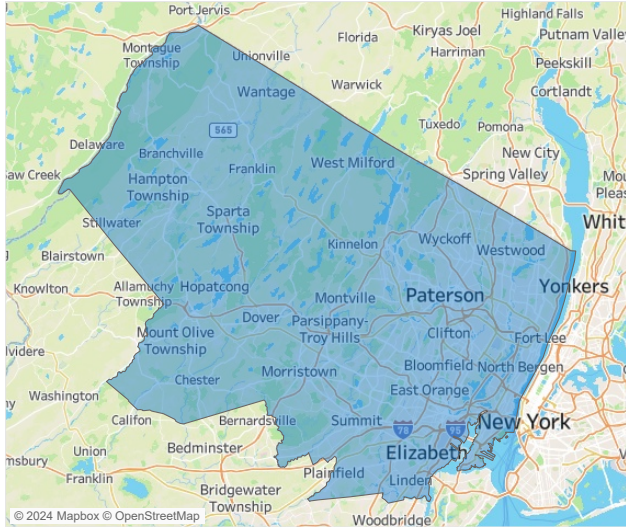 Port Jervis
Highland Falls
Florida
Kiryas Joel
Putnam Valley
Montague
Township
Unionville
Harriman
Peekskill
Wantage
Warwick
Cortlandt
565
Tuxedo
Pomona
Delaware
Branchville
New City
Saw Creek
Franklin
West Milford
Spring Valley
Hampton
Township
Stillwater
Sparta
Township
Whit
Blairstown
Kinnelon
Wyckoff
Westwood
Knowlton
Allamuchy
Township
Hopatcong
Montville
Paterson
Yonkers
Dover
Parsippany-
Troy Hills
Clifton
Fort Lee
Mount Olive
Township
Bloomfield
North Bergen
Chester
Morristown
East Orange
Washington
Califon
Bernardsville
Summit
78
95
New York
Union
Bedminster
Elizabeth
Franklin
Plainfield
Linden
Bridgewater
Township
Woodbridge
© 2024 Mapbox © OpenStreetMap